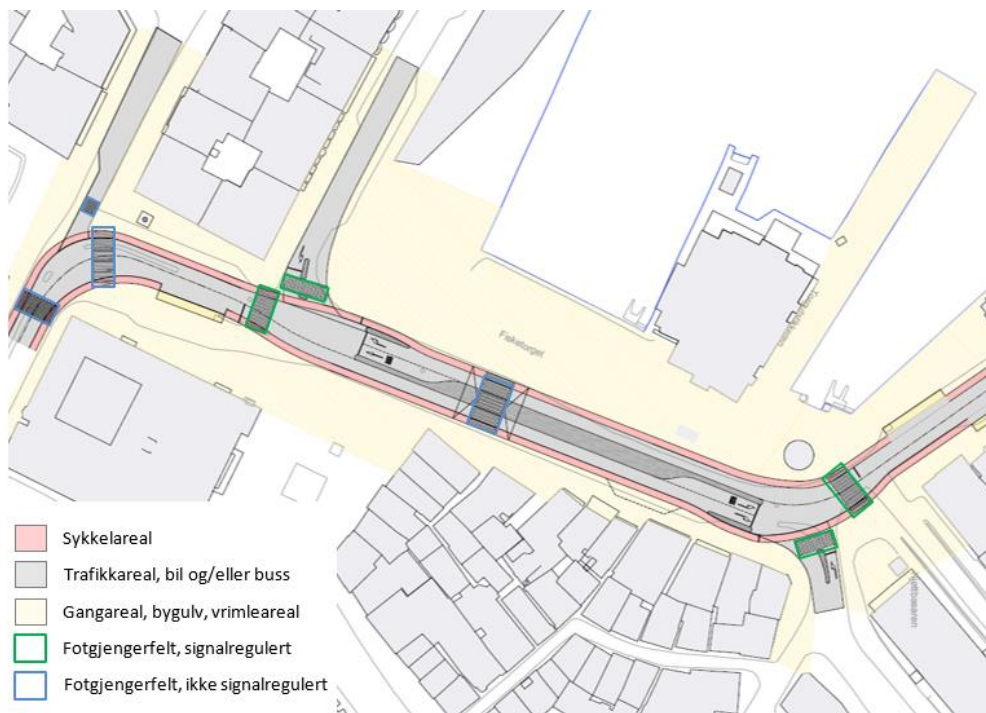 Fisketorget
Sykkelareal
Trafikkareal, bil og/eller buss
Gangareal, bygulv, vrimleareal
Fotgjengerfelt, signalregulert
Fotgjengerfelt, ikke signalregulert